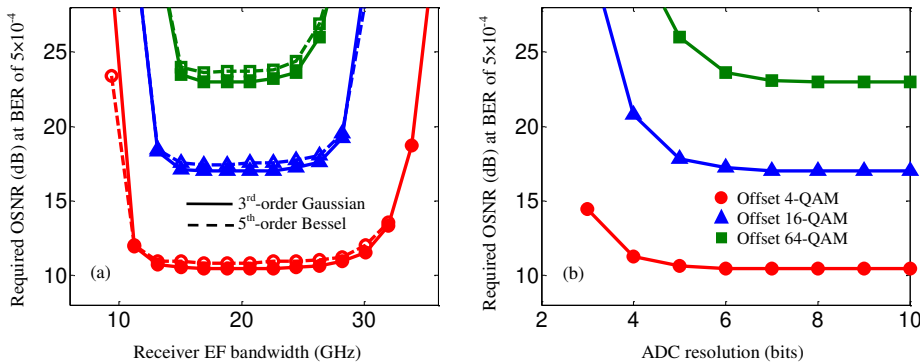 Required OSNR (dB) at BER of 5×10⁻⁴
25
20
15
10
10
20
30
3ʳᵈ-order Gaussian
5ᵗʰ-order Bessel
(a)
Receiver EF bandwidth (GHz)
Required OSNR (dB) at BER of 5×10⁻⁴
25
20
15
10
2
4
6
8
10
Offset 4-QAM
Offset 16-QAM
Offset 64-QAM
(b)
ADC resolution (bits)